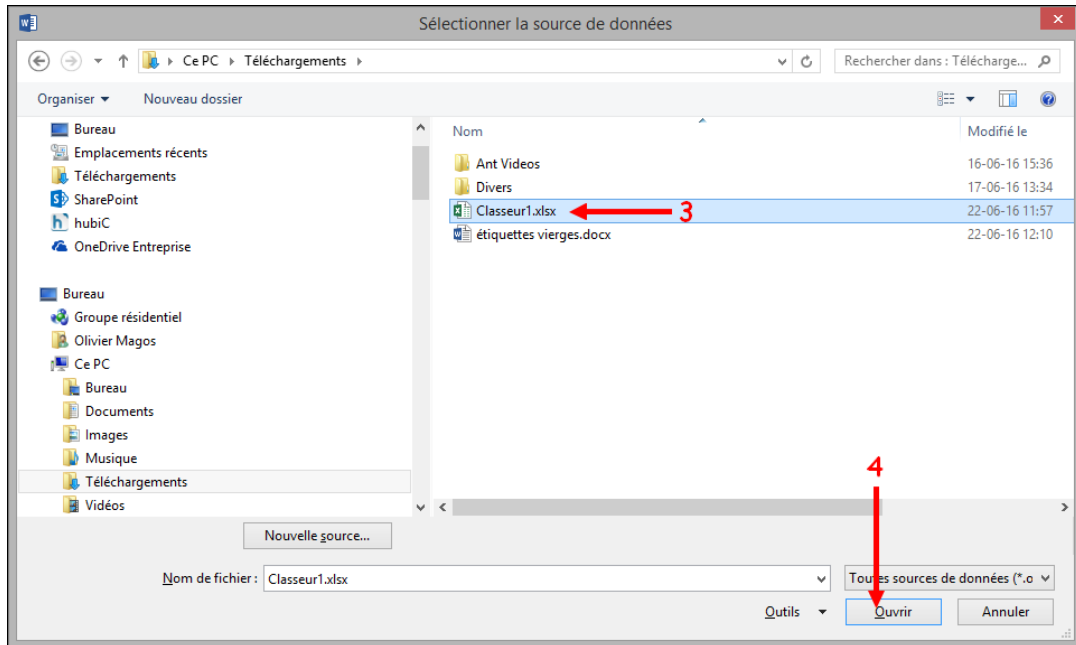 Sélectionner la source de données
Ce PC Téléchargements
Rechercher dans : Télécharge...
Organiser Nouveau dossier
Bureau
Emplacements récents
Téléchargements
SharePoint
hubiC
OneDrive Entreprise
Bureau
Groupe résidentiel
Olivier Magos
Ce PC
Bureau
Documents
Images
Musique
Téléchargements
Vidéos
Nom Modifié le
Ant Videos 16-06-16 15:36
Divers 17-06-16 13:34
Classeur1.xlsx 3 22-06-16 11:57
étiquettes vierges.docx 22-06-16 12:10
4
Nouvelle source...
Nom de fichier : Classeur1.xlsx Toutes sources de données (*.o
Outils Ouvrir Annuler